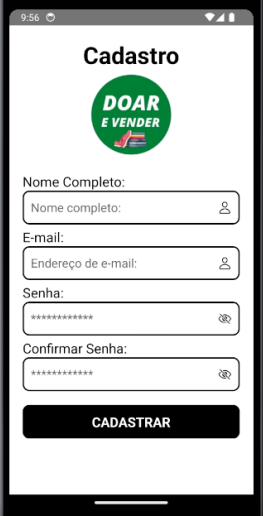 9:56
Cadastro
DOAR
E VENDER
Nome Completo:
Nome completo:
E-mail:
Endereço de e-mail:
Senha:
************
Confirmar Senha:
************
CADASTRAR